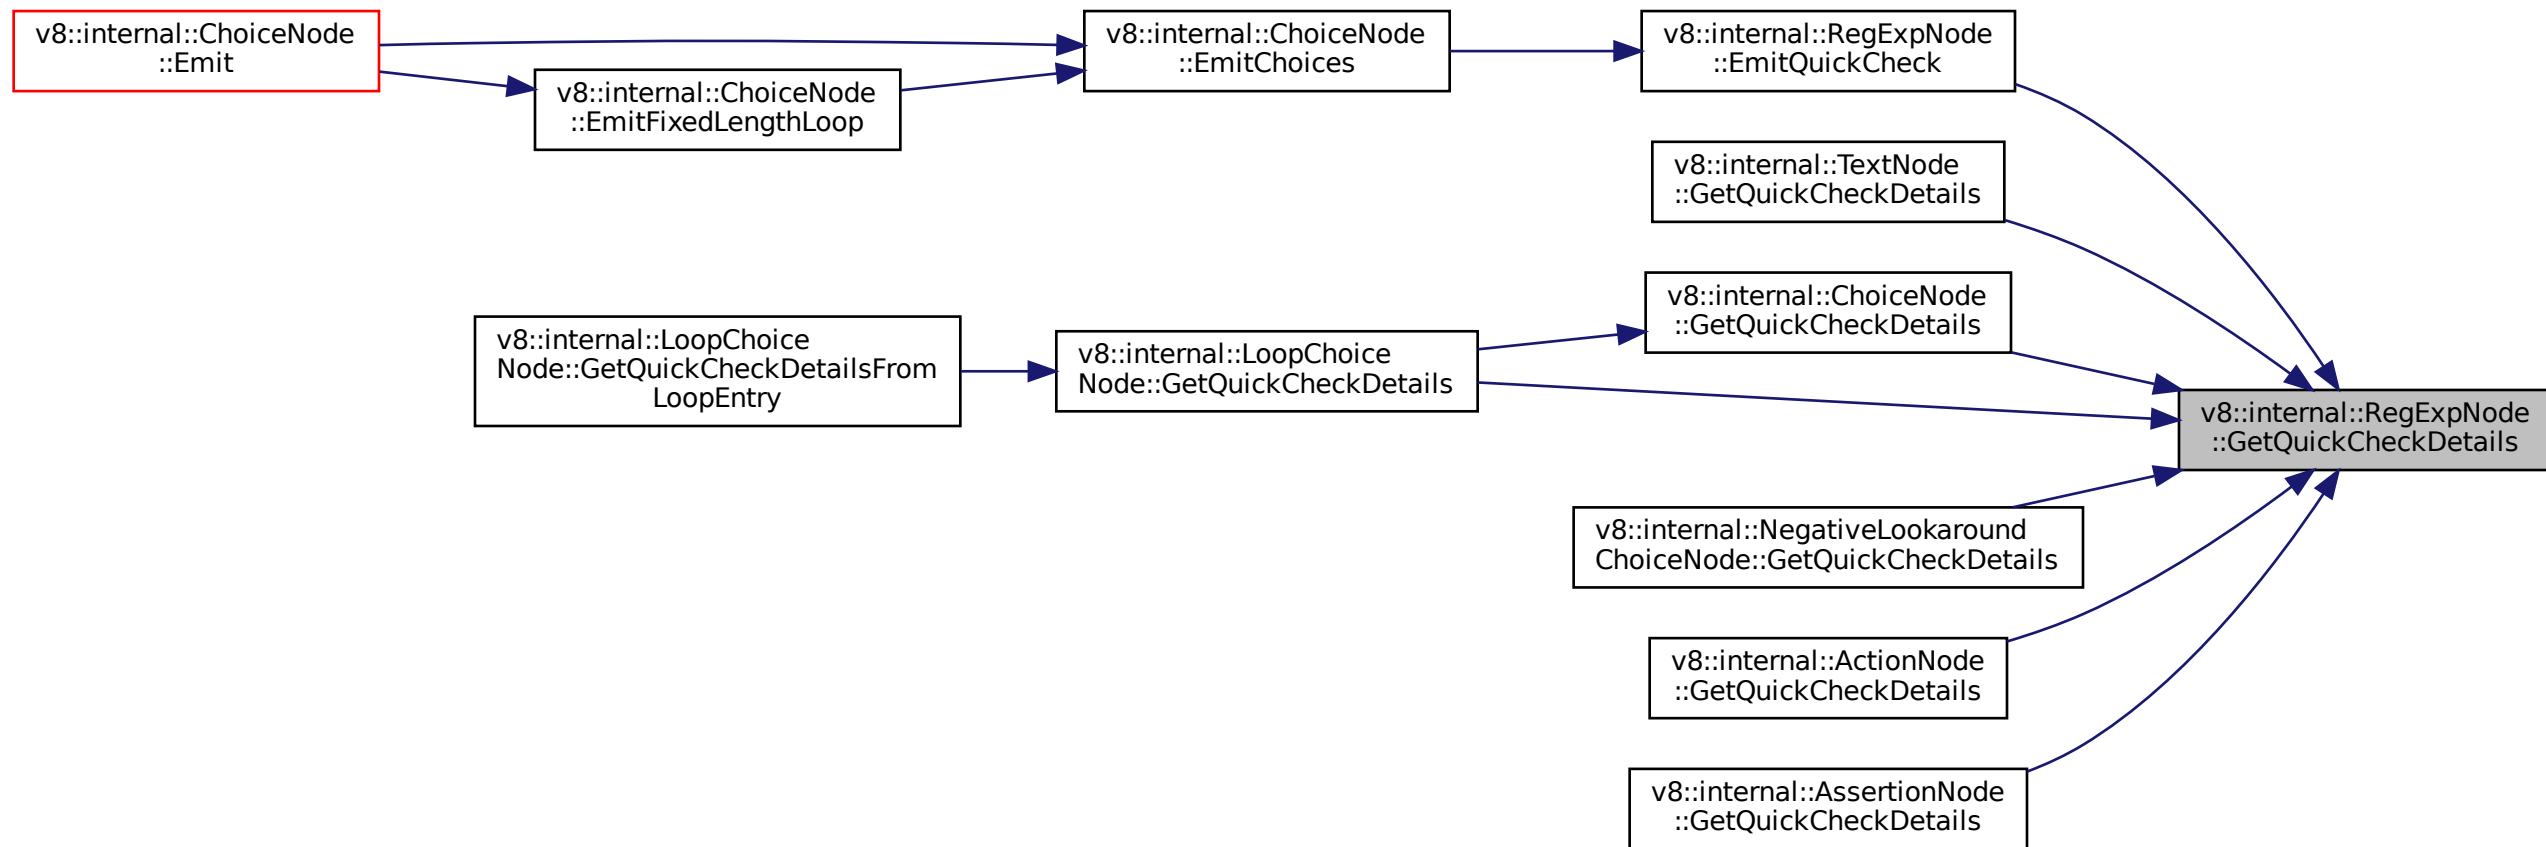 v8::internal::ChoiceNode
::Emit
v8::internal::ChoiceNode
::EmitFixedLengthLoop
v8::internal::ChoiceNode
::EmitChoices
v8::internal::RegExpNode
::EmitQuickCheck
v8::internal::TextNode
::GetQuickCheckDetails
v8::internal::ChoiceNode
::GetQuickCheckDetails
v8::internal::LoopChoice
Node::GetQuickCheckDetailsFrom
LoopEntry
v8::internal::LoopChoice
Node::GetQuickCheckDetails
v8::internal::RegExpNode
::GetQuickCheckDetails
v8::internal::NegativeLookaround
ChoiceNode::GetQuickCheckDetails
v8::internal::ActionNode
::GetQuickCheckDetails
v8::internal::AssertionNode
::GetQuickCheckDetails